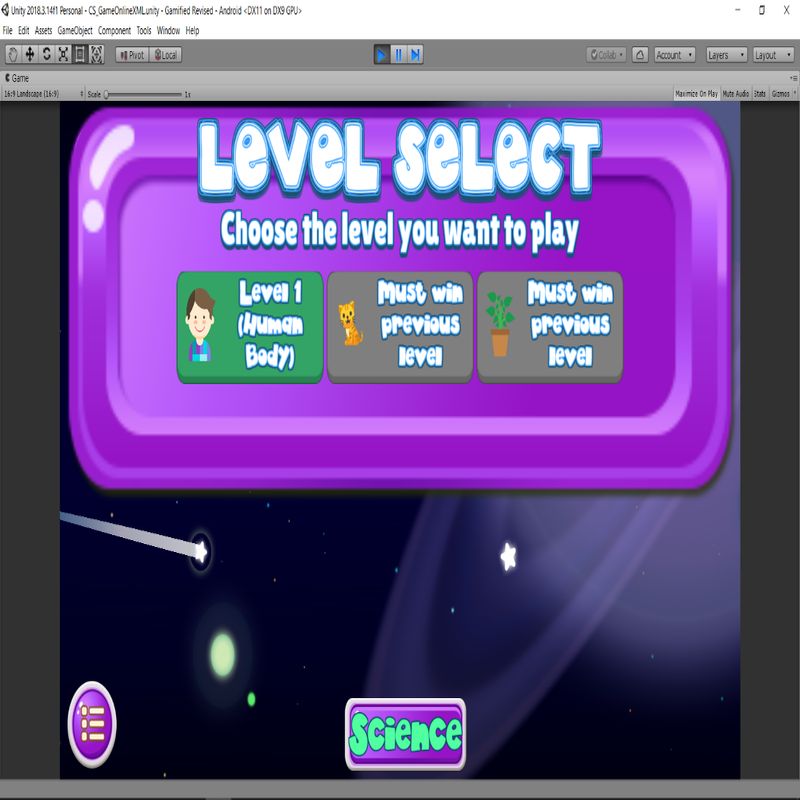 Unity 2018.3.14f1 Personal - CS_GameOnlineXML.unity - Gamified Revised - Android <DX11 on DX9 GPU>
File Edit Assets GameObject Component Tools Window Help
Pivot Local Collab Account Layers Layout
Game
16:9 Landscape (16:9) Scale 1x Maximize On Play Mute Audio Stats Gizmos
Level Select
Choose the level you want to play
Level 1
(Human
Body)
Must win
previous
level
Must win
previous
level
Science